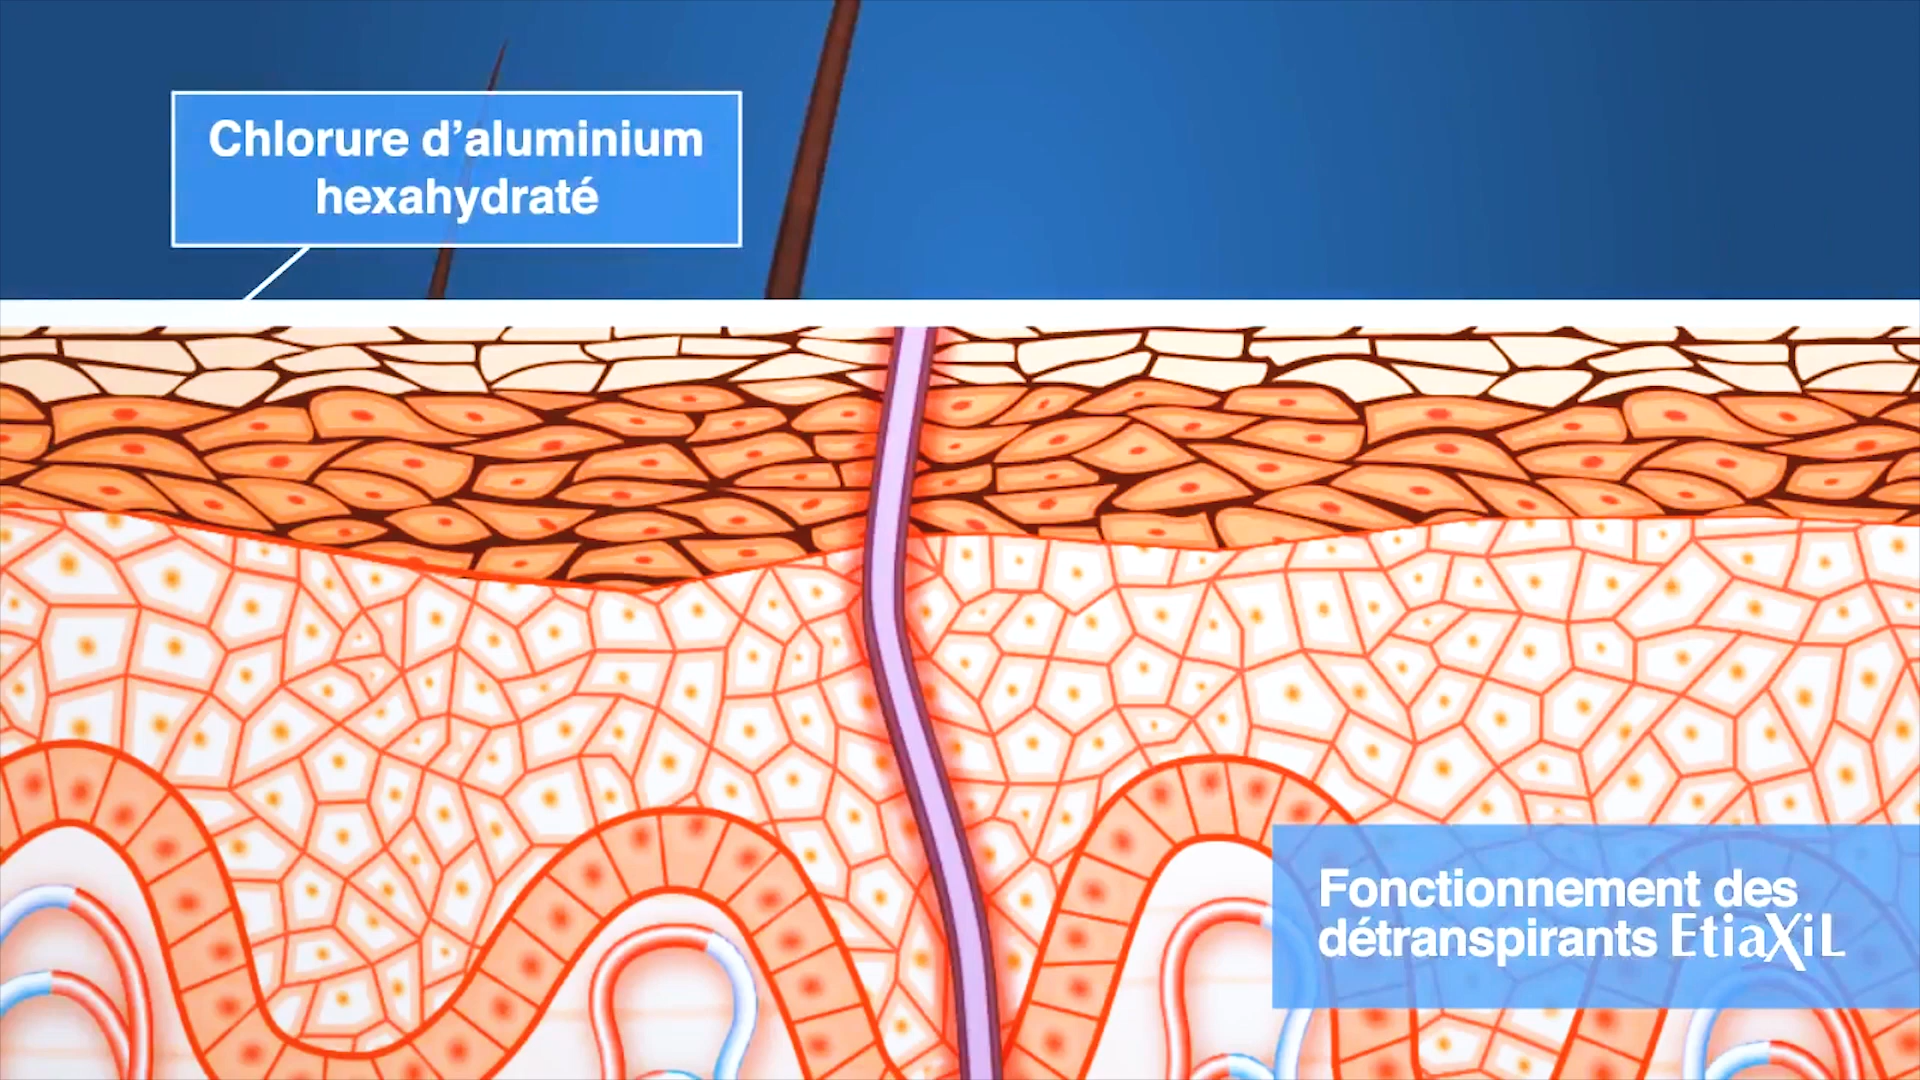 Chlorure d’aluminium
hexahydraté
Fonctionnement des
détranspirants EtiaXiL